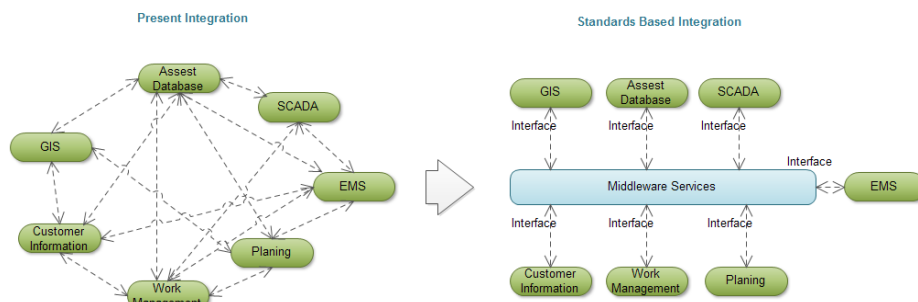 Present Integration
Assest
Database
SCADA
GIS
EMS
Customer
Information
Planing
Work
Management
Standards Based Integration
GIS
Assest
Database
SCADA
Interface
Interface
Interface
Interface
Middleware Services
EMS
Interface
Interface
Interface
Customer
Information
Work
Management
Planing